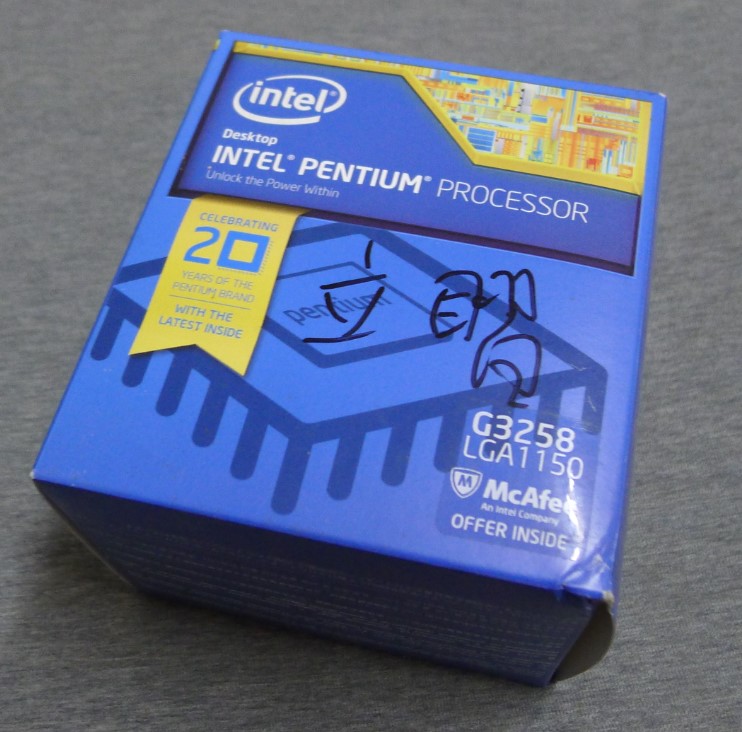 intel®
Desktop
INTEL® PENTIUM® PROCESSOR
Unlock the Power Within
CELEBRATING
20
YEARS OF THE
PENTIUM BRAND
WITH THE
LATEST INSIDE
pentium
G3258
LGA1150
McAfee
An Intel Company
OFFER INSIDE